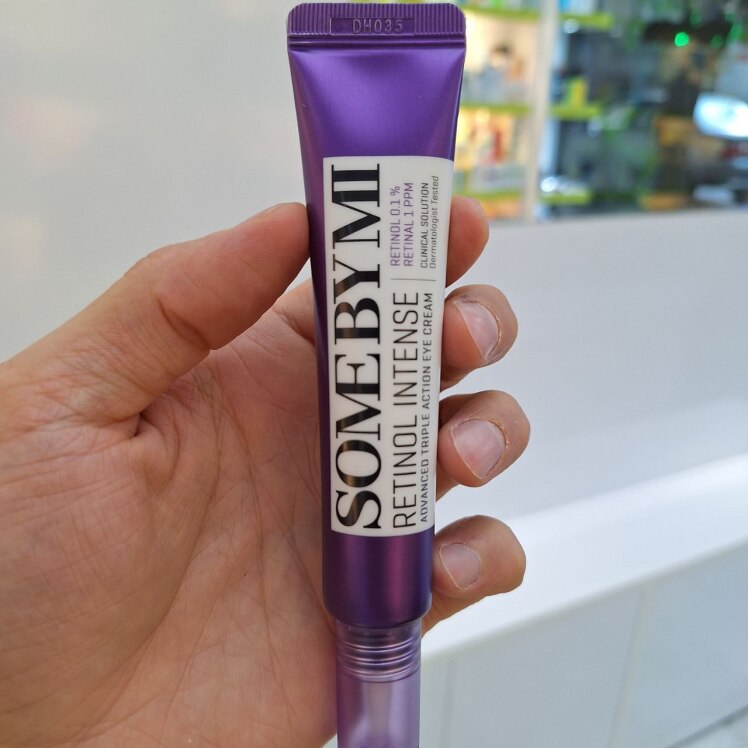 DH035
SOMEBYMI
RETINOL INTENSE
ADVANCED TRIPLE ACTION EYE CREAM
RETINOL 0.1 %
RETINAL 1 PPM
CLINICAL SOLUTION
Dermatologist Tested